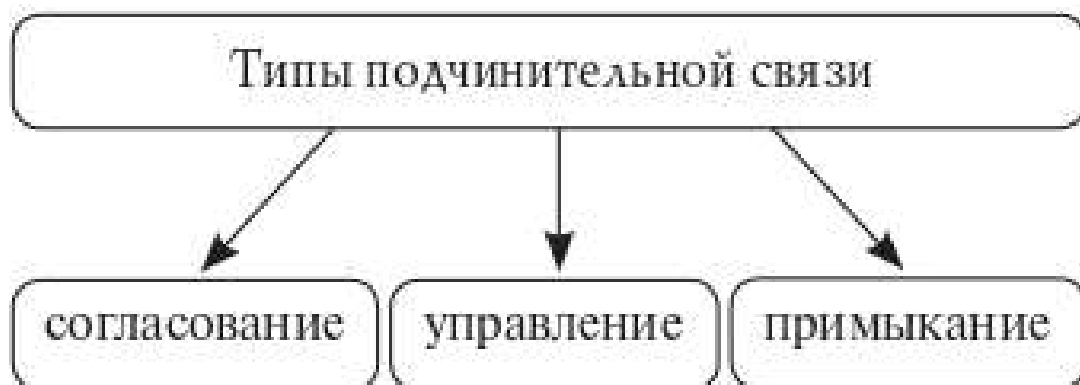 Типы подчинительной связи
согласование
управление
примыкание